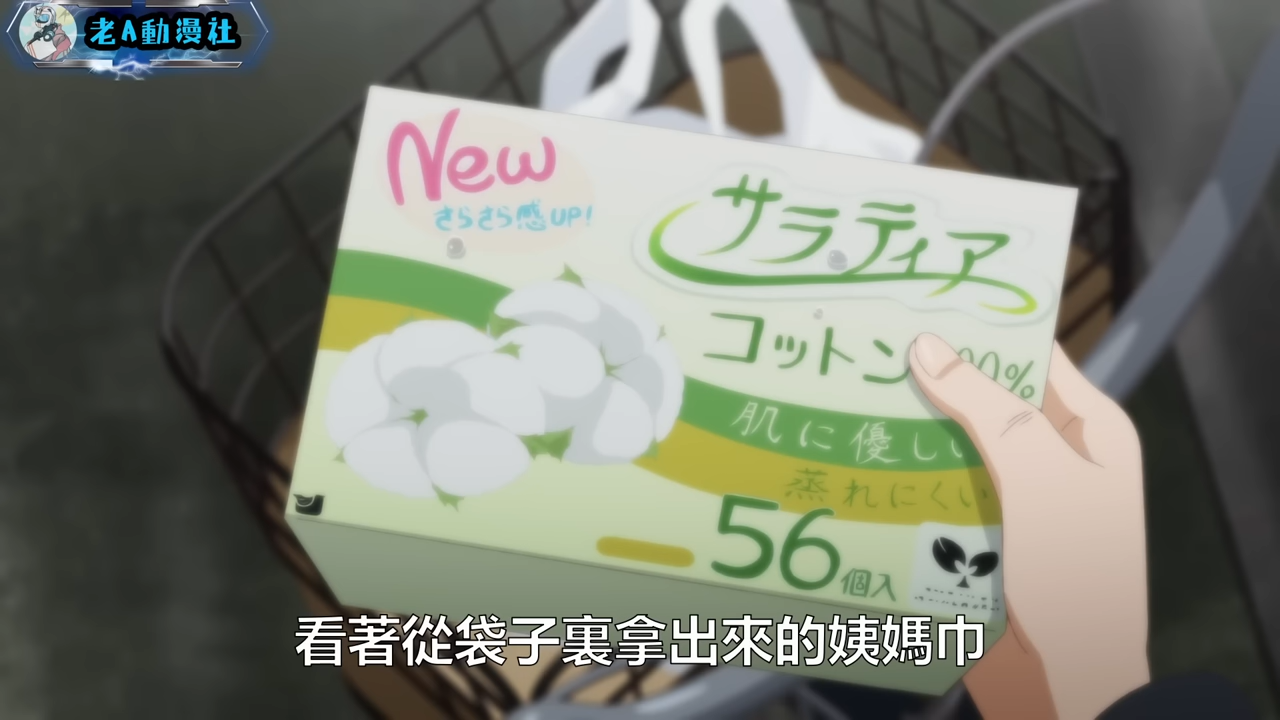 老A動漫社
New
さらさら感UP!
サラティア
コットン 00%
肌に優しい
蒸れにくい
56個入
看著從袋子裏拿出來的姨媽巾